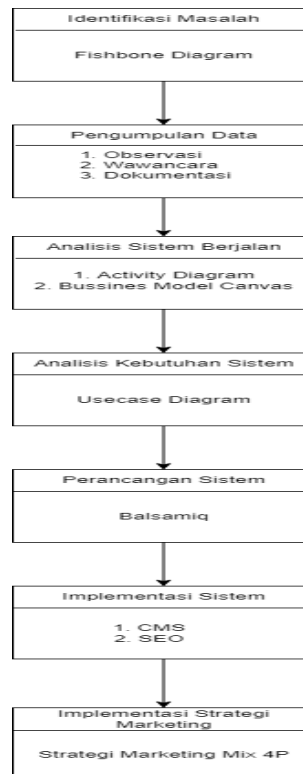 Identifikasi Masalah
Fishbone Diagram
Pengumpulan Data
1. Observasi
2. Wawancara
3. Dokumentasi
Analisis Sistem Berjalan
1. Activity Diagram
2. Bussines Model Canvas
Analisis Kebutuhan Sistem
Usecase Diagram
Perancangan Sistem
Balsamiq
Implementasi Sistem
1. CMS
2. SEO
Implementasi Strategi
Marketing
Strategi Marketing Mix 4P